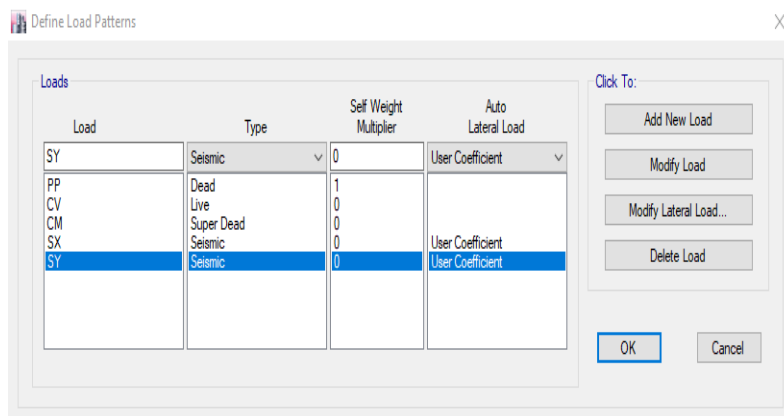 Define Load Patterns
Loads
Click To:
Load Type Self Weight Multiplier Auto Lateral Load
SY Seismic 0 User Coefficient
PP Dead 1
CV Live 0
CM Super Dead 0
SX Seismic 0 User Coefficient
SY Seismic 0 User Coefficient
Add New Load
Modify Load
Modify Lateral Load...
Delete Load
OK
Cancel